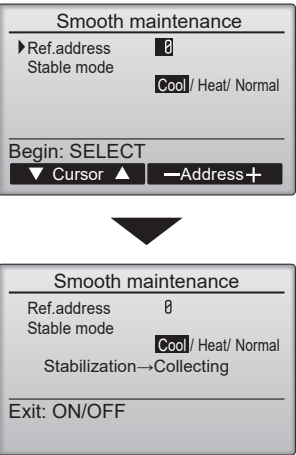 Smooth maintenance
Ref.address 0
Stable mode
Cool / Heat/ Normal
Begin: SELECT
▼ Cursor ▲ −Address+
Smooth maintenance
Ref.address 0
Stable mode
Cool / Heat/ Normal
Stabilization→Collecting
Exit: ON/OFF